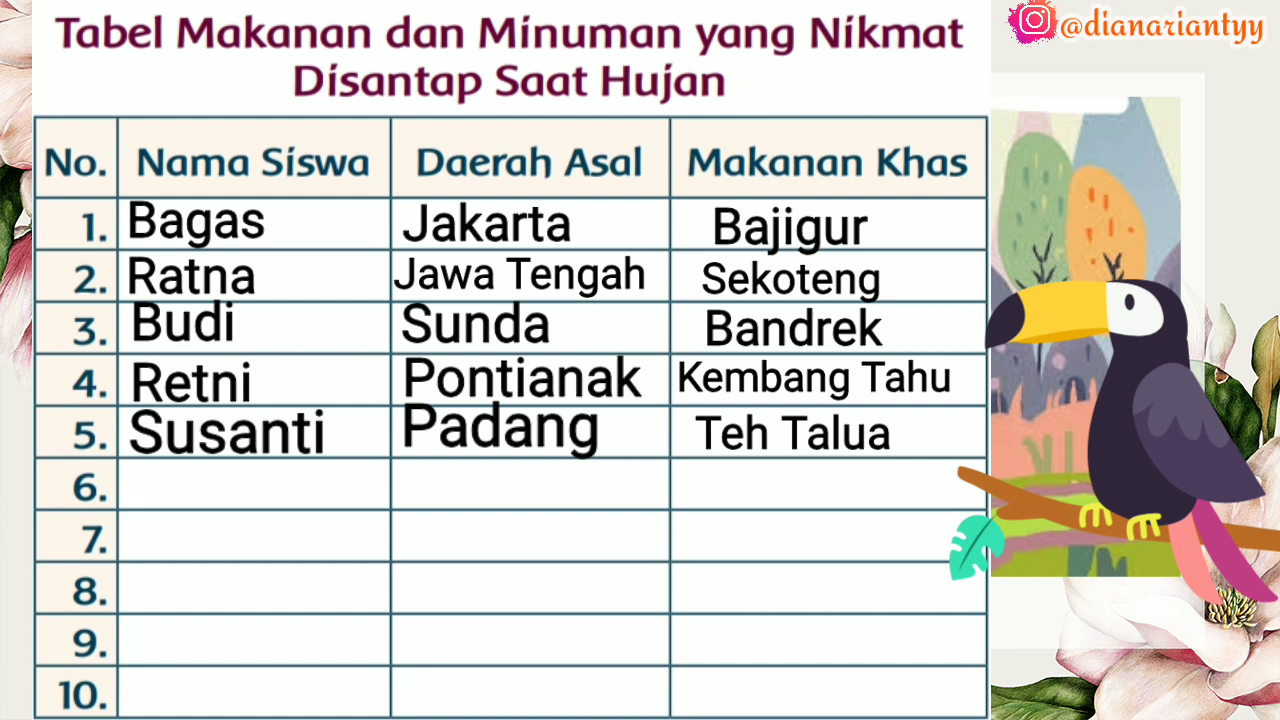 Tabel Makanan dan Minuman yang Nikmat
Disantap Saat Hujan
@dianariantyy
No. Nama Siswa Daerah Asal Makanan Khas
1. Bagas Jakarta Bajigur
2. Ratna Jawa Tengah Sekoteng
3. Budi Sunda Bandrek
4. Retni Pontianak Kembang Tahu
5. Susanti Padang Teh Talua
6.
7.
8.
9.
10.